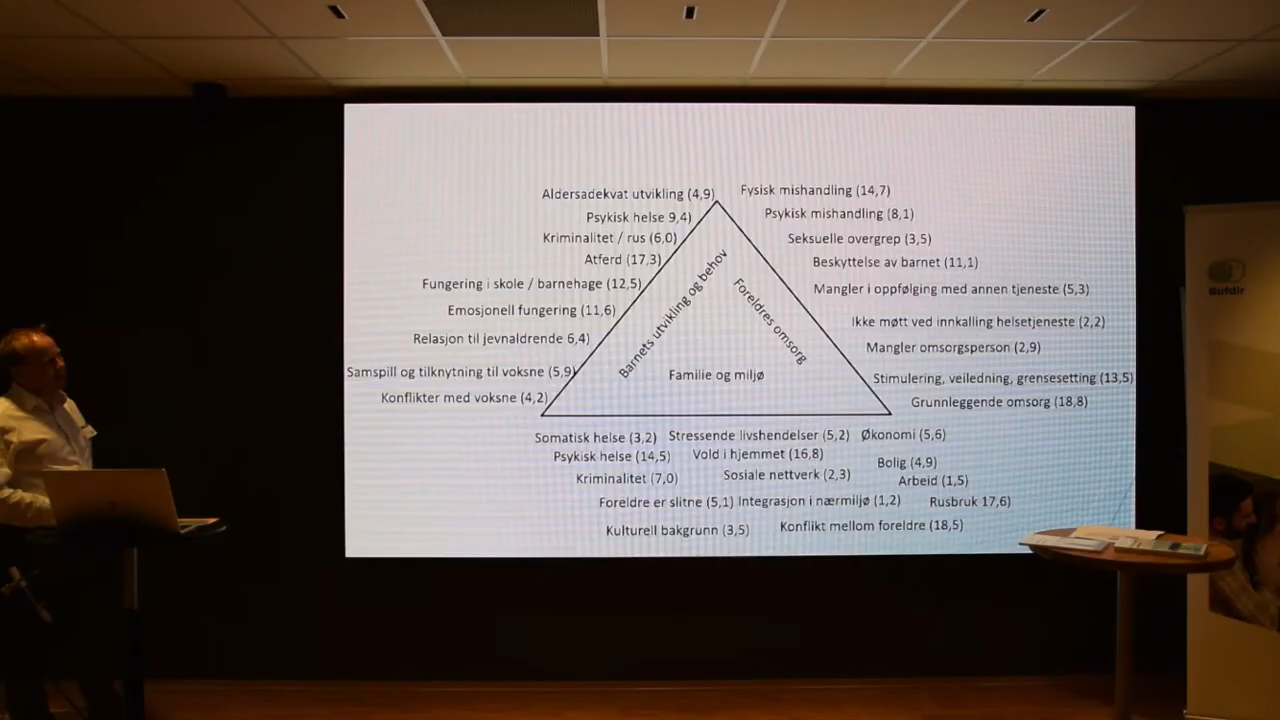 Aldersadekvat utvikling (4,9)
Psykisk helse 9,4)
Kriminalitet / rus (6,0)
Atferd (17,3)
Fungering i skole / barnehage (12,5)
Emosjonell fungering (11,6)
Relasjon til jevnaldrende 6,4)
Samspill og tilknytning til voksne (5,9)
Konflikter med voksne (4,2)
Barnets utvikling og behov
Foreldres omsorg
Familie og miljø
Fysisk mishandling (14,7)
Psykisk mishandling (8,1)
Seksuelle overgrep (3,5)
Beskyttelse av barnet (11,1)
Mangler i oppfølging med annen tjeneste (5,3)
Ikke møtt ved innkalling helsetjeneste (2,2)
Mangler omsorgsperson (2,9)
Stimulering, veiledning, grensesetting (13,5)
Grunnleggende omsorg (18,8)
Somatisk helse (3,2) Stressende livshendelser (5,2) Økonomi (5,6)
Psykisk helse (14,5) Vold i hjemmet (16,8) Bolig (4,9)
Kriminalitet (7,0) Sosiale nettverk (2,3) Arbeid (1,5)
Foreldre er slitne (5,1) Integrasjon i nærmiljø (1,2) Rusbruk 17,6)
Kulturell bakgrunn (3,5) Konflikt mellom foreldre (18,5)
Bufdir